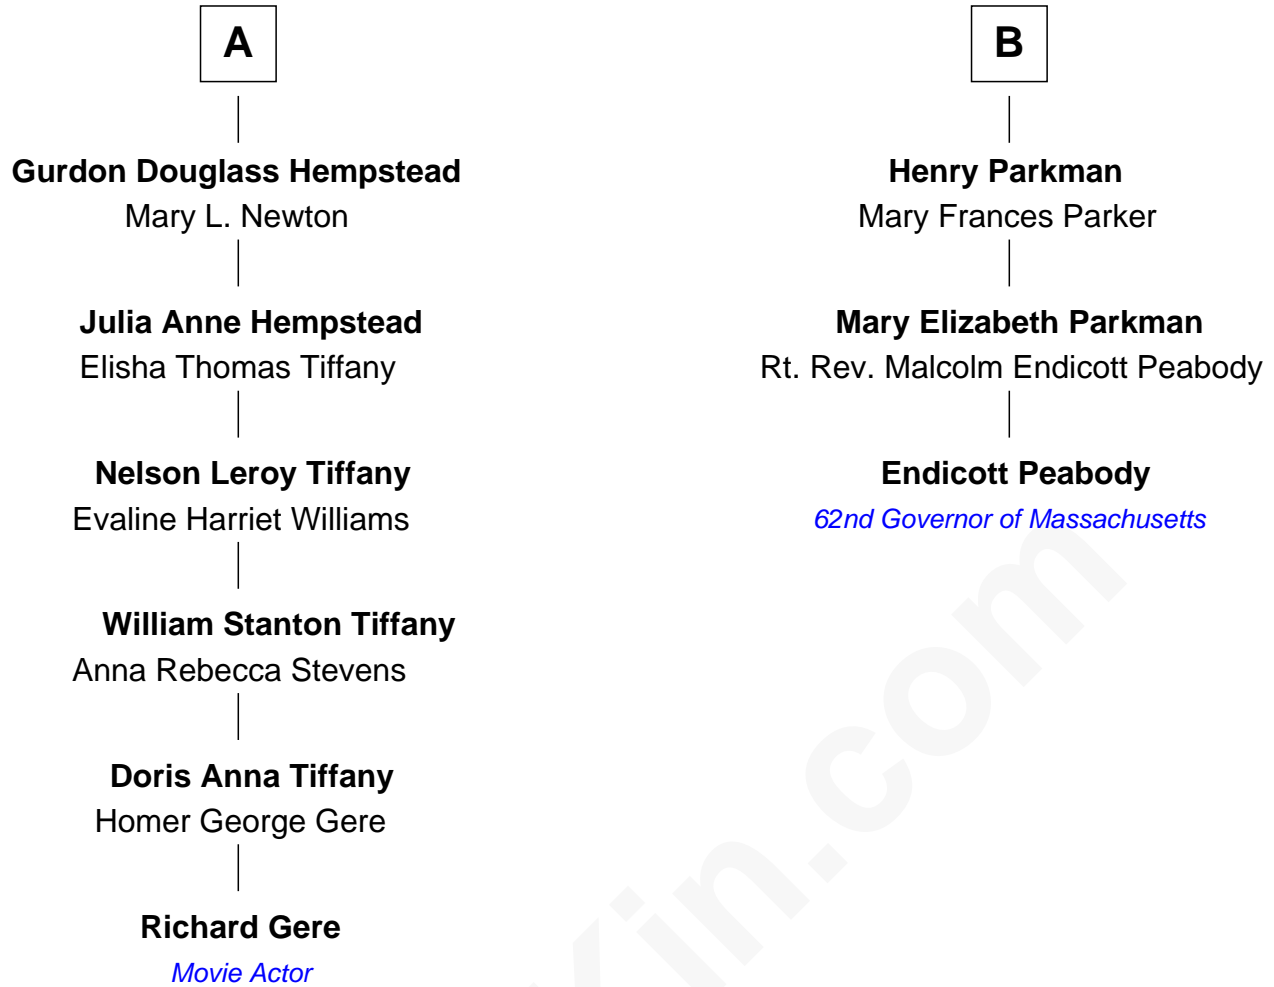 A
Gurdon Douglass Hempstead
Mary L. Newton
Julia Anne Hempstead
Elisha Thomas Tiffany
Nelson Leroy Tiffany
Evaline Harriet Williams
William Stanton Tiffany
Anna Rebecca Stevens
Doris Anna Tiffany
Homer George Gere
Richard Gere
Movie Actor
B
Henry Parkman
Mary Frances Parker
Mary Elizabeth Parkman
Rt. Rev. Malcolm Endicott Peabody
Endicott Peabody
62nd Governor of Massachusetts
Kin.com